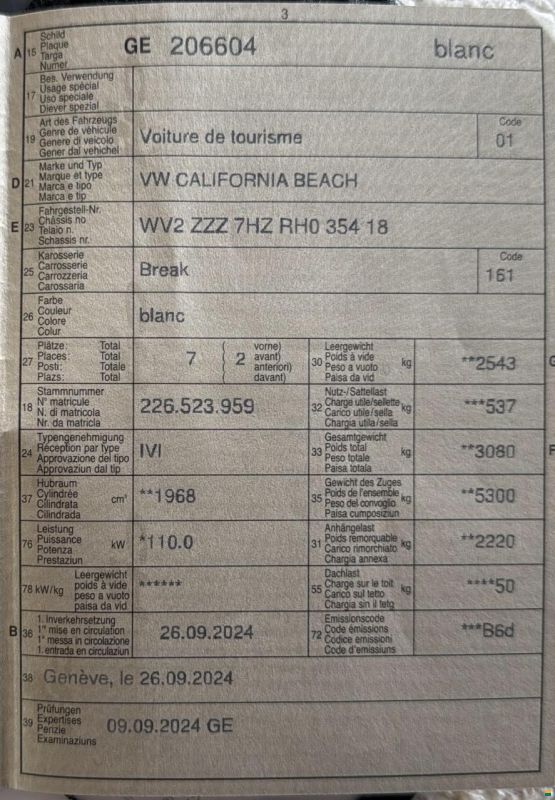 3
A 15 Schild
Plaque
Targa
Numer
GE 206604 blanc
17 Bes. Verwendung
Usage spécial
Uso speciale
Diever spezial
19 Art des Fahrzeugs
Genre de véhicule
Genere di veicolo
Gener dal vehichel
Voiture de tourisme
Code
01
D 21 Marke und Typ
Marque et type
Marca e tipo
Marca e tip
VW CALIFORNIA BEACH
E 23 Fahrgestell-Nr.
Châssis no
Telaio n.
Schassis nr.
WV2 ZZZ 7HZ RH0 354 18
25 Karosserie
Carrosserie
Carrozzeria
Carossaria
Break
Code
161
26 Farbe
Couleur
Colore
Colur
blanc
27 Plätze: Total
Places: Total
Posti: Totale
Plazs: Total
7 ( 2 vorne)
avant)
anteriori)
davant)
30 Leergewicht
Poids à vide
Peso a vuoto
Paisa da vid
kg
**2543
G
18 Stammnummer
N° matricule
N. di matricola
Nr. da matricla
226.523.959
32 Nutz-/Sattellast
Charge utile/sellette
Carico utile/sella
Chargia utila/sella
kg
***537
24 Typengenehmigung
Réception par type
Approvazione del tipo
Approvaziun dal tip
IVI
33 Gesamtgewicht
Poids total
Peso totale
Paisa totala
kg
**3080
F
37 Hubraum
Cylindrée
Cilindrata
Cilindrada
cm³
**1968
35 Gewicht des Zuges
Poids de l'ensemble
Peso del convoglio
Paisa cumposiziun
kg
**5300
76 Leistung
Puissance
Potenza
Prestaziun
kW
*110.0
31 Anhängelast
Poids remorquable
Carico rimorchiato
Chargia annexa
kg
**2220
78 kW/kg Leergewicht
poids à vide
peso a vuoto
paisa da vid
******
55 Dachlast
Charge sur le toit
Carico sul tetto
Chargia sin il tetg
kg
****50
B 36 1. Inverkehrsetzung
1re mise en circulation
1a messa in circolazione
1. entrada en circulaziun
26.09.2024
72 Emissionscode
Code émissions
Codice emissioni
Code d'emissiuns
***B6d
38 Genève, le 26.09.2024
39 Prüfungen
Expertises
Perizie
Examinaziuns
09.09.2024 GE